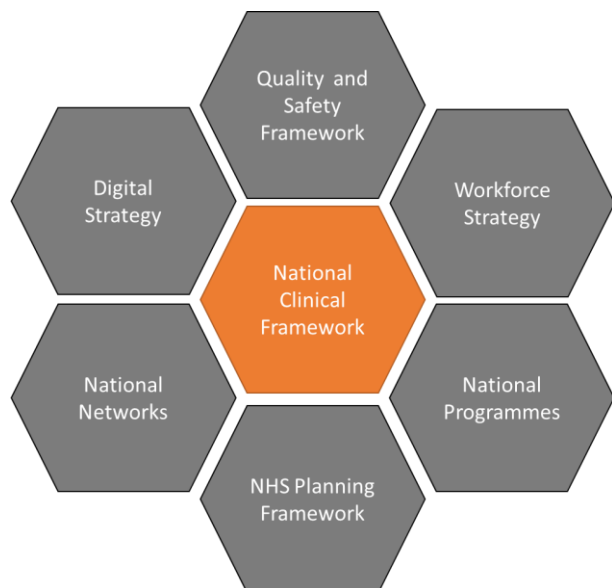 Quality and
Safety
Framework
Digital
Strategy
Workforce
Strategy
National
Clinical
Framework
National
Networks
National
Programmes
NHS Planning
Framework